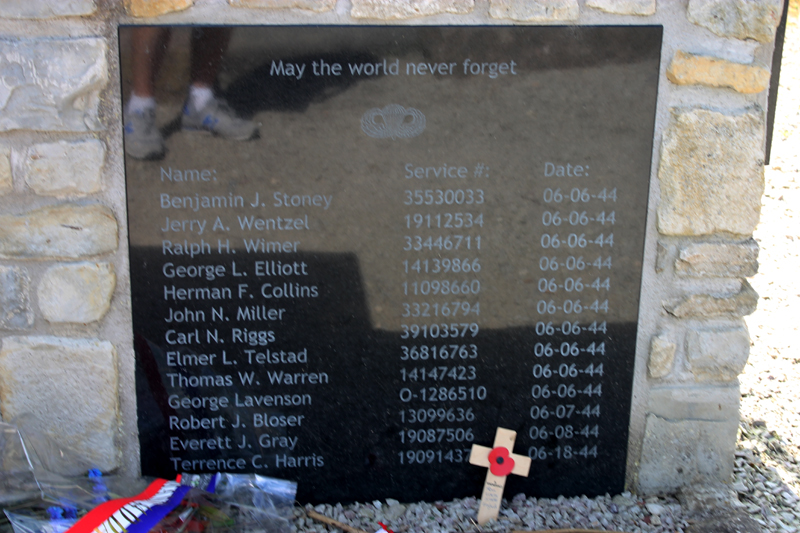 May the world never forget
Name: Service #: Date:
Benjamin J. Stoney 35530033 06-06-44
Jerry A. Wentzel 19112534 06-06-44
Ralph H. Wimer 33446711 06-06-44
George L. Elliott 14139866 06-06-44
Herman F. Collins 11098660 06-06-44
John N. Miller 33216794 06-06-44
Carl N. Riggs 39103579 06-06-44
Elmer L. Telstad 36816763 06-06-44
Thomas W. Warren 14147423 06-06-44
George Lavenson O-1286510 06-06-44
Robert J. Bloser 13099636 06-07-44
Everett J. Gray 19087506 06-08-44
Terrence C. Harris 1909143 06-18-44